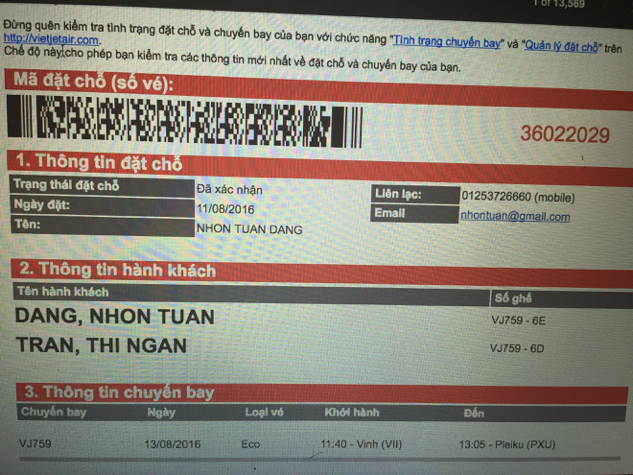 1 of 13,569
Đừng quên kiểm tra tình trạng đặt chỗ và chuyến bay của bạn với chức năng "Tình trạng chuyến bay" và "Quản lý đặt chỗ" trên
http://vietjetair.com.
Chế độ này cho phép bạn kiểm tra các thông tin mới nhất về đặt chỗ và chuyến bay của bạn.
Mã đặt chỗ (số vé):
36022029
1. Thông tin đặt chỗ
Trạng thái đặt chỗ Đã xác nhận Liên lạc: 01253726660 (mobile)
Ngày đặt: 11/08/2016 Email nhontuan@gmail.com
Tên: NHON TUAN DANG
2. Thông tin hành khách
Tên hành khách Số ghế
DANG, NHON TUAN VJ759 - 6E
TRAN, THI NGAN VJ759 - 6D
3. Thông tin chuyến bay
Chuyến bay Ngày Loại vé Khởi hành Đến
VJ759 13/08/2016 Eco 11:40 - Vinh (VII) 13:05 - Pleiku (PXU)